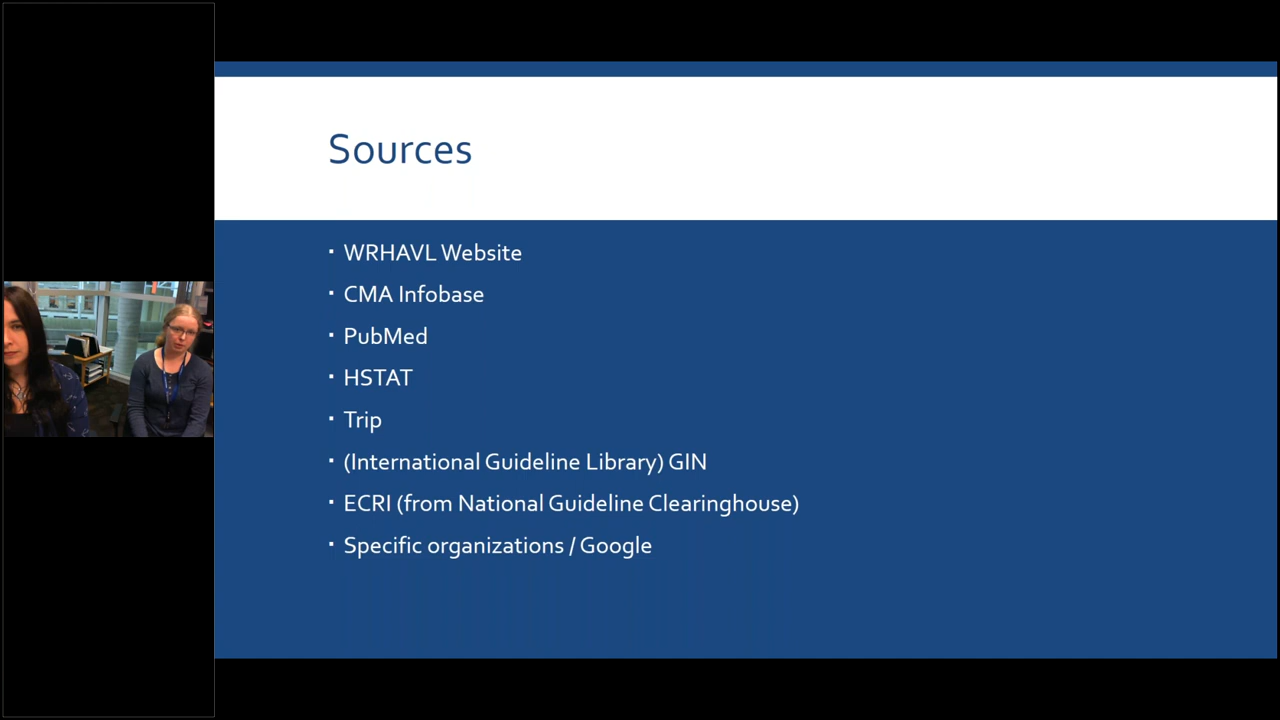 Sources
▪ WRHAVL Website
▪ CMA Infobase
▪ PubMed
▪ HSTAT
▪ Trip
▪ (International Guideline Library) GIN
▪ ECRI (from National Guideline Clearinghouse)
▪ Specific organizations / Google